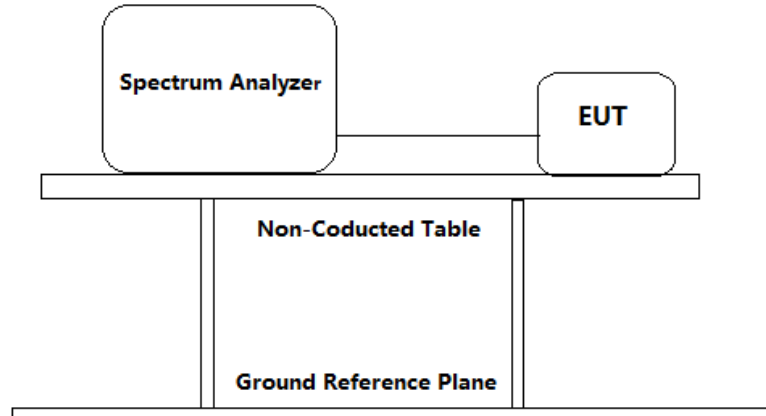 Spectrum Analyzer
EUT
Non-Coducted Table
Ground Reference Plane